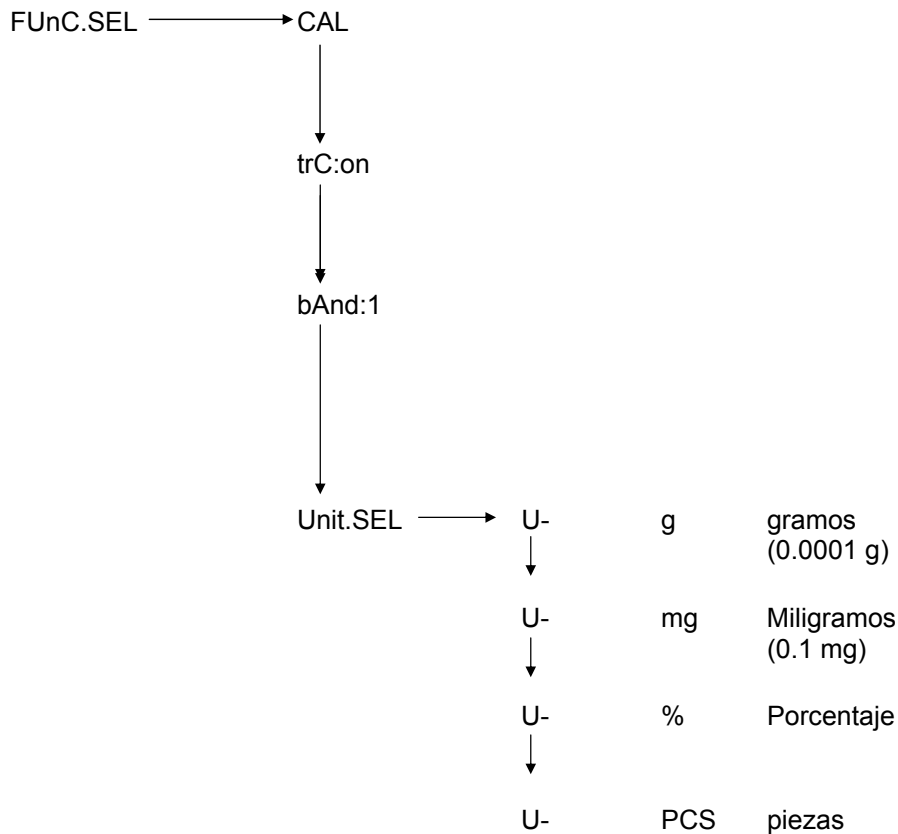 FUnC.SEL CAL
trC:on
bAnd:1
Unit.SEL U- g gramos
(0.0001 g)
U- mg Miligramos
(0.1 mg)
U- % Porcentaje
U- PCS piezas